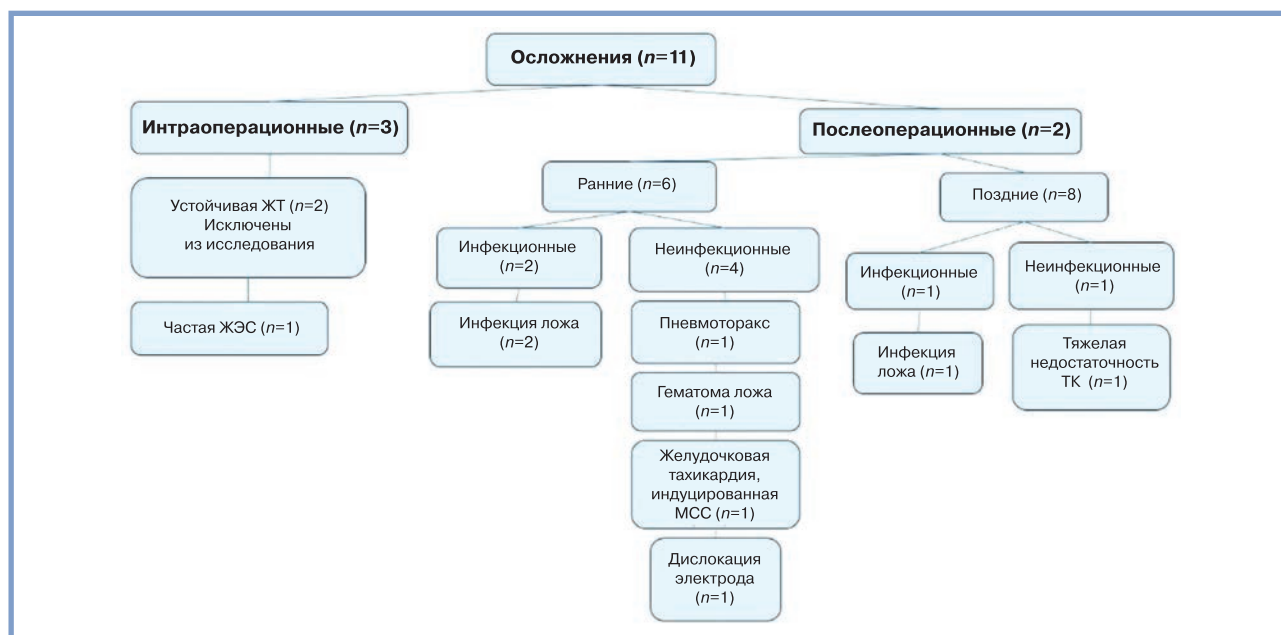 Осложнения (n=11)
Интраоперационные (n=3)
Устойчивая ЖТ (n=2)
Исключены
из исследования
Частая ЖЭС (n=1)
Послеоперационные (n=2)
Ранние (n=6)
Инфекционные
(n=2)
Инфекция ложа
(n=2)
Неинфекционные
(n=4)
Пневмоторакс
(n=1)
Гематома ложа
(n=1)
Желудочковая
тахикардия,
индуцированная
МСС (n=1)
Дислокация
электрода
(n=1)
Поздние (n=8)
Инфекционные
(n=1)
Инфекция
ложа (n=1)
Неинфекционные
(n=1)
Тяжелая
недостаточность
ТК (n=1)